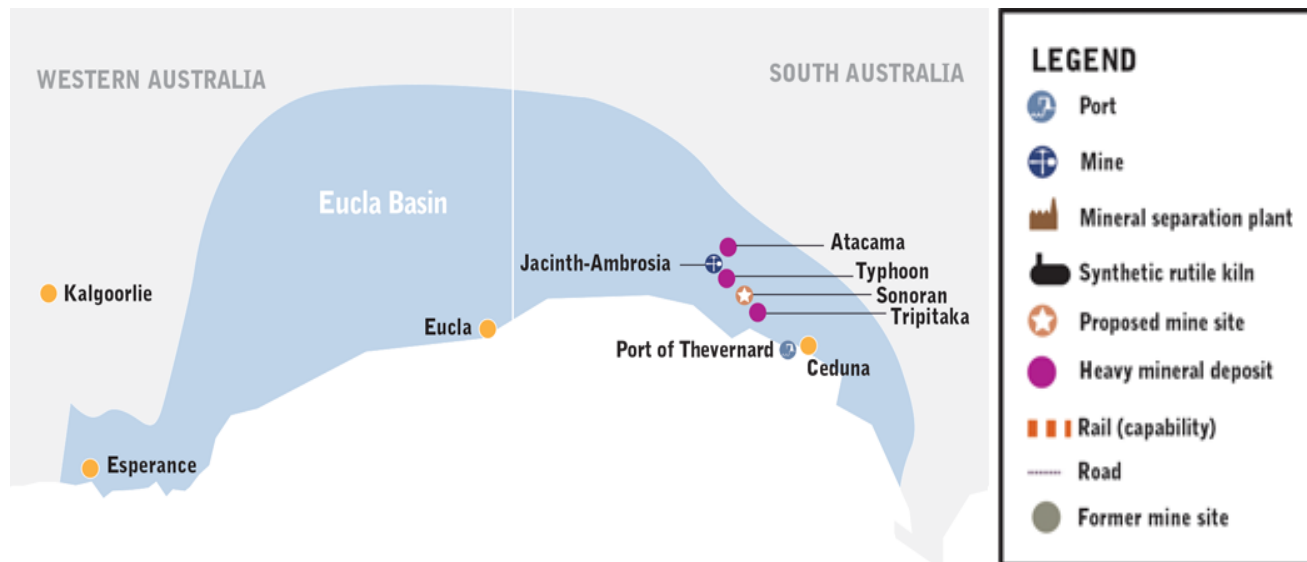 WESTERN AUSTRALIA
SOUTH AUSTRALIA
Eucla Basin
Atacama
Jacinth-Ambrosia
Typhoon
Sonoran
Tripitaka
Kalgoorlie
Eucla
Port of Thevernard
Ceduna
Esperance
LEGEND
Port
Mine
Mineral separation plant
Synthetic rutile kiln
Proposed mine site
Heavy mineral deposit
Rail (capability)
Road
Former mine site